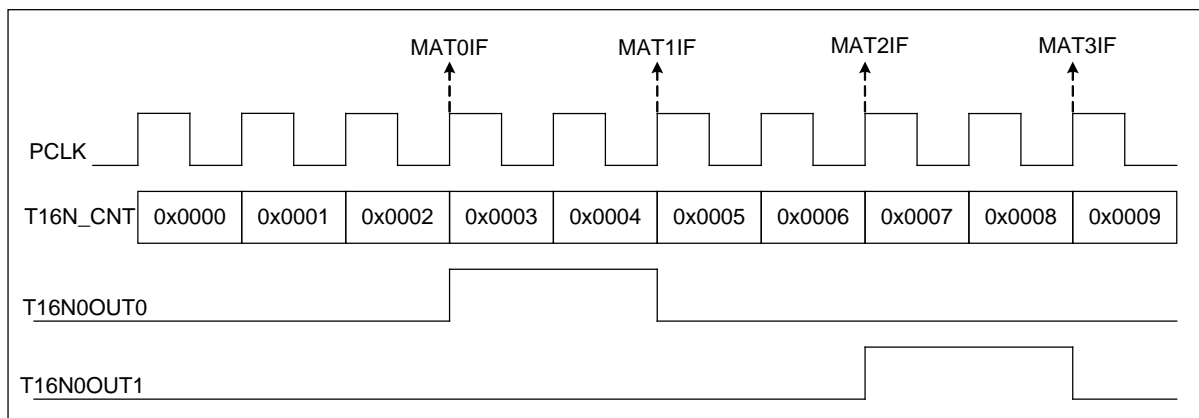 MAT0IF MAT1IF MAT2IF MAT3IF
PCLK
T16N_CNT 0x0000 0x0001 0x0002 0x0003 0x0004 0x0005 0x0006 0x0007 0x0008 0x0009
T16N0OUT0
T16N0OUT1